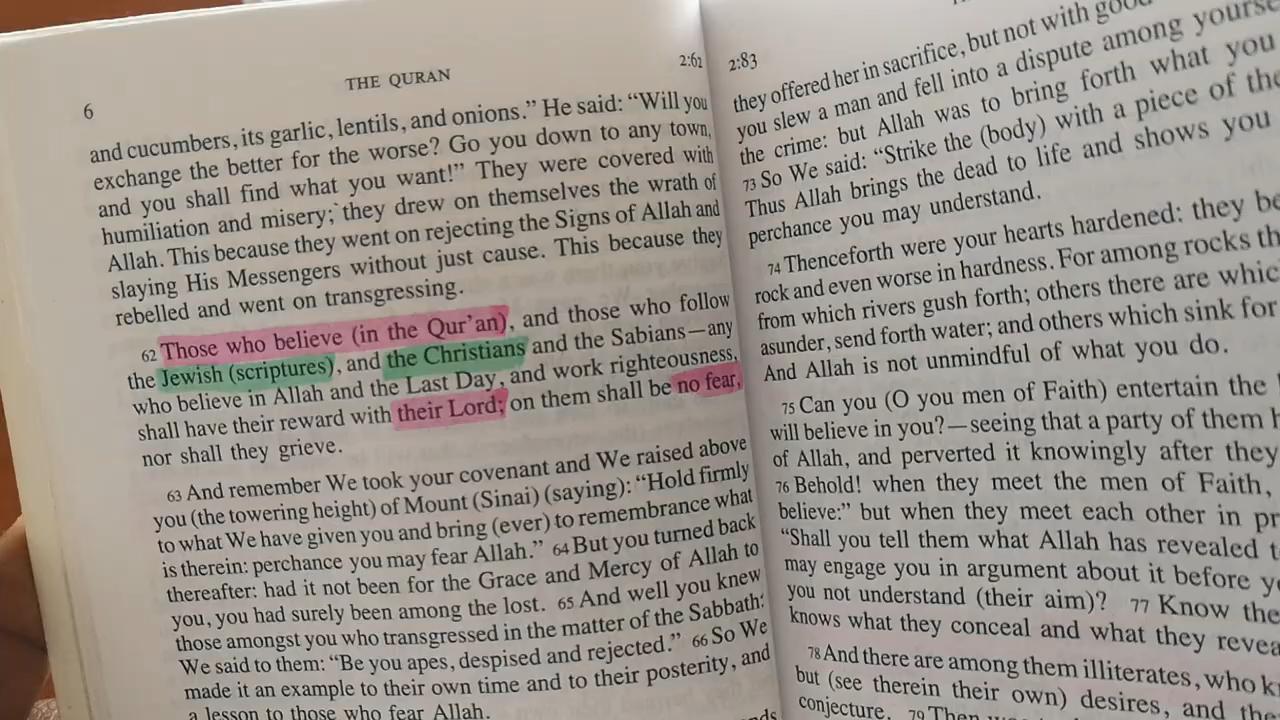 6
THE QURAN
2:62
and cucumbers, its garlic, lentils, and onions.” He said: “Will you
exchange the better for the worse? Go you down to any town,
and you shall find what you want!” They were covered with
humiliation and misery; they drew on themselves the wrath of
Allah. This because they went on rejecting the Signs of Allah and
slaying His Messengers without just cause. This because they
rebelled and went on transgressing.
62 Those who believe (in the Qur’an), and those who follow
the Jewish (scriptures), and the Christians and the Sabians—any
who believe in Allah and the Last Day, and work righteousness,
shall have their reward with their Lord; on them shall be no fear,
nor shall they grieve.
63 And remember We took your covenant and We raised above
you (the towering height) of Mount (Sinai) (saying): “Hold firmly
to what We have given you and bring (ever) to remembrance what
is therein: perchance you may fear Allah.” 64 But you turned back
thereafter: had it not been for the Grace and Mercy of Allah to
you, you had surely been among the lost. 65 And well you knew
those amongst you who transgressed in the matter of the Sabbath:
We said to them: “Be you apes, despised and rejected.” 66 So We
made it an example to their own time and to their posterity, and
a lesson to those who fear Allah.
2:83
they offered her in sacrifice, but not with good
you slew a man and fell into a dispute among
the crime: but Allah was to bring forth what you
73 So We said: “Strike the (body) with a piece of
Thus Allah brings the dead to life and shows you
perchance you may understand.
74 Thenceforth were your hearts hardened: they
rock and even worse in hardness. For among rocks
from which rivers gush forth; others there are
asunder, send forth water; and others which sink for
And Allah is not unmindful of what you do.
75 Can you (O you men of Faith) entertain the
will believe in you?—seeing that a party of them
of Allah, and perverted it knowingly after they
76 Behold! when they meet the men of Faith,
believe:” but when they meet each other in
“Shall you tell them what Allah has revealed
may engage you in argument about it before
you not understand (their aim)? 77 Know
knows what they conceal and what they
78 And there are among them illiterates, who
but (see therein their own) desires, and
conjecture. 79